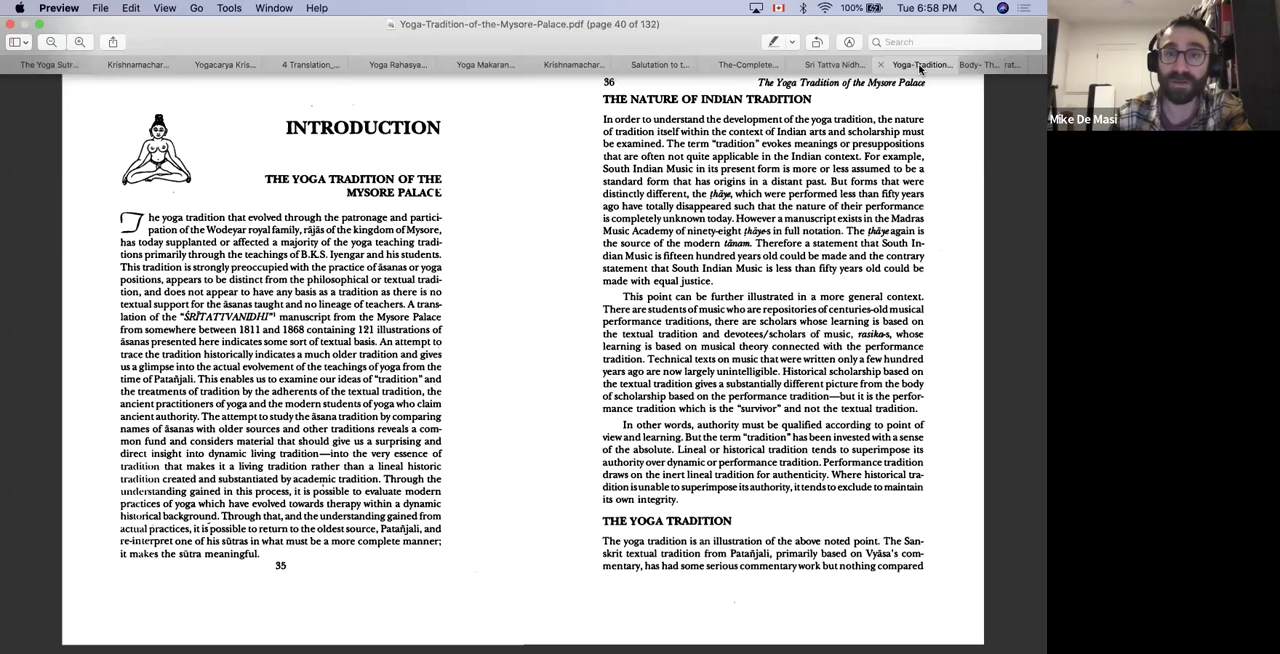 Preview File Edit View Go Tools Window Help
100% Tue 6:58 PM
Yoga-Tradition-of-the-Mysore-Palace.pdf (page 40 of 132)
Search
The Yoga Sutr... Krishnamachar... Yogacarya Kris... 4 Translation_... Yoga Rahasya... Yoga Makaran... Krishnamachar... Salutation to t... The-Complete... Sri Tattva Nidh... Yoga-Tradition... Body- Th... rat...
Mike De Masi
INTRODUCTION
THE YOGA TRADITION OF THE
MYSORE PALACE
The yoga tradition that evolved through the patronage and partici-
pation of the Wodeyar royal family, rājās of the kingdom of Mysore,
has today supplanted or affected a majority of the yoga teaching tradi-
tions primarily through the teachings of B.K.S. Iyengar and his students.
This tradition is strongly preoccupied with the practice of āsanas or yoga
positions, appears to be distinct from the philosophical or textual tradi-
tion, and does not appear to have any basis as a tradition as there is no
textual support for the āsanas taught and no lineage of teachers. A trans-
lation of the "ŚRĪTATTVANIDHI"¹ manuscript from the Mysore Palace
from somewhere between 1811 and 1868 containing 121 illustrations of
āsanas presented here indicates some sort of textual basis. An attempt to
trace the tradition historically indicates a much older tradition and gives
us a glimpse into the actual evolvement of the teachings of yoga from the
time of Patañjali. This enables us to examine our ideas of "tradition" and
the treatments of tradition by the adherents of the textual tradition, the
ancient practitioners of yoga and the modern students of yoga who claim
ancient authority. The attempt to study the āsana tradition by comparing
names of āsanas with older sources and other traditions reveals a com-
mon fund and considers material that should give us a surprising and
direct insight into dynamic living tradition—into the very essence of
tradition that makes it a living tradition rather than a lineal historic
tradition created and substantiated by academic tradition. Through the
understanding gained in this process, it is possible to evaluate modern
practices of yoga which have evolved towards therapy within a dynamic
historical background. Through that, and the understanding gained from
actual practices, it is possible to return to the oldest source, Patañjali, and
re-interpret one of his sūtras in what must be a more complete manner;
it makes the sūtra meaningful.
35
36 The Yoga Tradition of the Mysore Palace
THE NATURE OF INDIAN TRADITION
In order to understand the development of the yoga tradition, the nature
of tradition itself within the context of Indian arts and scholarship must
be examined. The term "tradition" evokes meanings or presuppositions
that are often not quite applicable in the Indian context. For example,
South Indian Music in its present form is more or less assumed to be a
standard form that has origins in a distant past. But forms that were
distinctly different, the ṭhāye, which were performed less than fifty years
ago have totally disappeared such that the nature of their performance
is completely unknown today. However a manuscript exists in the Madras
Music Academy of ninety-eight ṭhāye-s in full notation. The ṭhāye again is
the source of the modern tānam. Therefore a statement that South In-
dian Music is fifteen hundred years old could be made and the contrary
statement that South Indian Music is less than fifty years old could be
made with equal justice.
This point can be further illustrated in a more general context.
There are students of music who are repositories of centuries-old musical
performance traditions, there are scholars whose learning is based on
the textual tradition and devotees/scholars of music, rasika-s, whose
learning is based on musical theory connected with the performance
tradition. Technical texts on music that were written only a few hundred
years ago are now largely unintelligible. Historical scholarship based on
the textual tradition gives a substantially different picture from the body
of scholarship based on the performance tradition—but it is the perfor-
mance tradition which is the "survivor" and not the textual tradition.
In other words, authority must be qualified according to point of
view and learning. But the term "tradition" has been invested with a sense
of the absolute. Lineal or historical tradition tends to superimpose its
authority over dynamic or performance tradition. Performance tradition
draws on the inert lineal tradition for authenticity. Where historical tra-
dition is unable to superimpose its authority, it tends to exclude to maintain
its own integrity.
THE YOGA TRADITION
The yoga tradition is an illustration of the above noted point. The San-
skrit textual tradition from Patañjali, primarily based on Vyāsa's com-
mentary, has had some serious commentary work but nothing compared